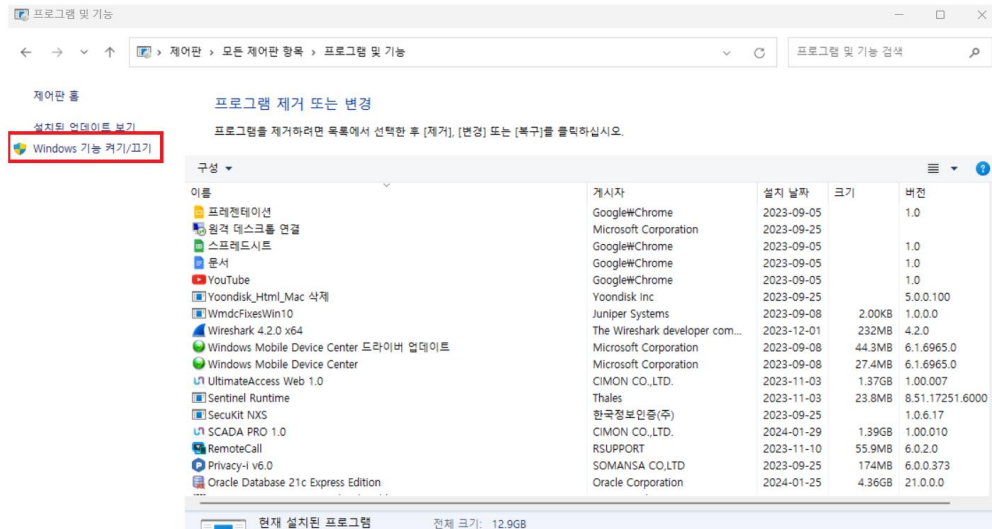 프로그램 및 기능
제어판 › 모든 제어판 항목 › 프로그램 및 기능
프로그램 및 기능 검색
제어판 홈
설치된 업데이트 보기
Windows 기능 켜기/끄기
프로그램 제거 또는 변경
프로그램을 제거하려면 목록에서 선택한 후 [제거], [변경] 또는 [복구]를 클릭하십시오.
구성
이름 게시자 설치 날짜 크기 버전
프레젠테이션 Google₩Chrome 2023-09-05 1.0
원격 데스크톱 연결 Microsoft Corporation 2023-09-25
스프레드시트 Google₩Chrome 2023-09-05 1.0
문서 Google₩Chrome 2023-09-05 1.0
YouTube Google₩Chrome 2023-09-05 1.0
Yoondisk_Html_Mac 삭제 Yoondisk Inc 2023-09-25 5.0.0.100
WmdcFixesWin10 Juniper Systems 2023-09-08 2.00KB 1.0.0.0
Wireshark 4.2.0 x64 The Wireshark developer com... 2023-12-01 232MB 4.2.0
Windows Mobile Device Center 드라이버 업데이트 Microsoft Corporation 2023-09-08 44.3MB 6.1.6965.0
Windows Mobile Device Center Microsoft Corporation 2023-09-08 27.4MB 6.1.6965.0
UltimateAccess Web 1.0 CIMON CO.,LTD. 2023-11-03 1.37GB 1.00.007
Sentinel Runtime Thales 2023-11-03 23.8MB 8.51.17251.6000
SecuKit NXS 한국정보인증(주) 2023-09-25 1.0.6.17
SCADA PRO 1.0 CIMON CO.,LTD. 2024-01-29 1.39GB 1.00.010
RemoteCall RSUPPORT 2023-11-10 55.9MB 6.0.2.0
Privacy-i v6.0 SOMANSA CO,LTD 2023-09-25 174MB 6.0.0.373
Oracle Database 21c Express Edition Oracle Corporation 2024-01-25 4.36GB 21.0.0.0
현재 설치된 프로그램 전체 크기: 12.9GB